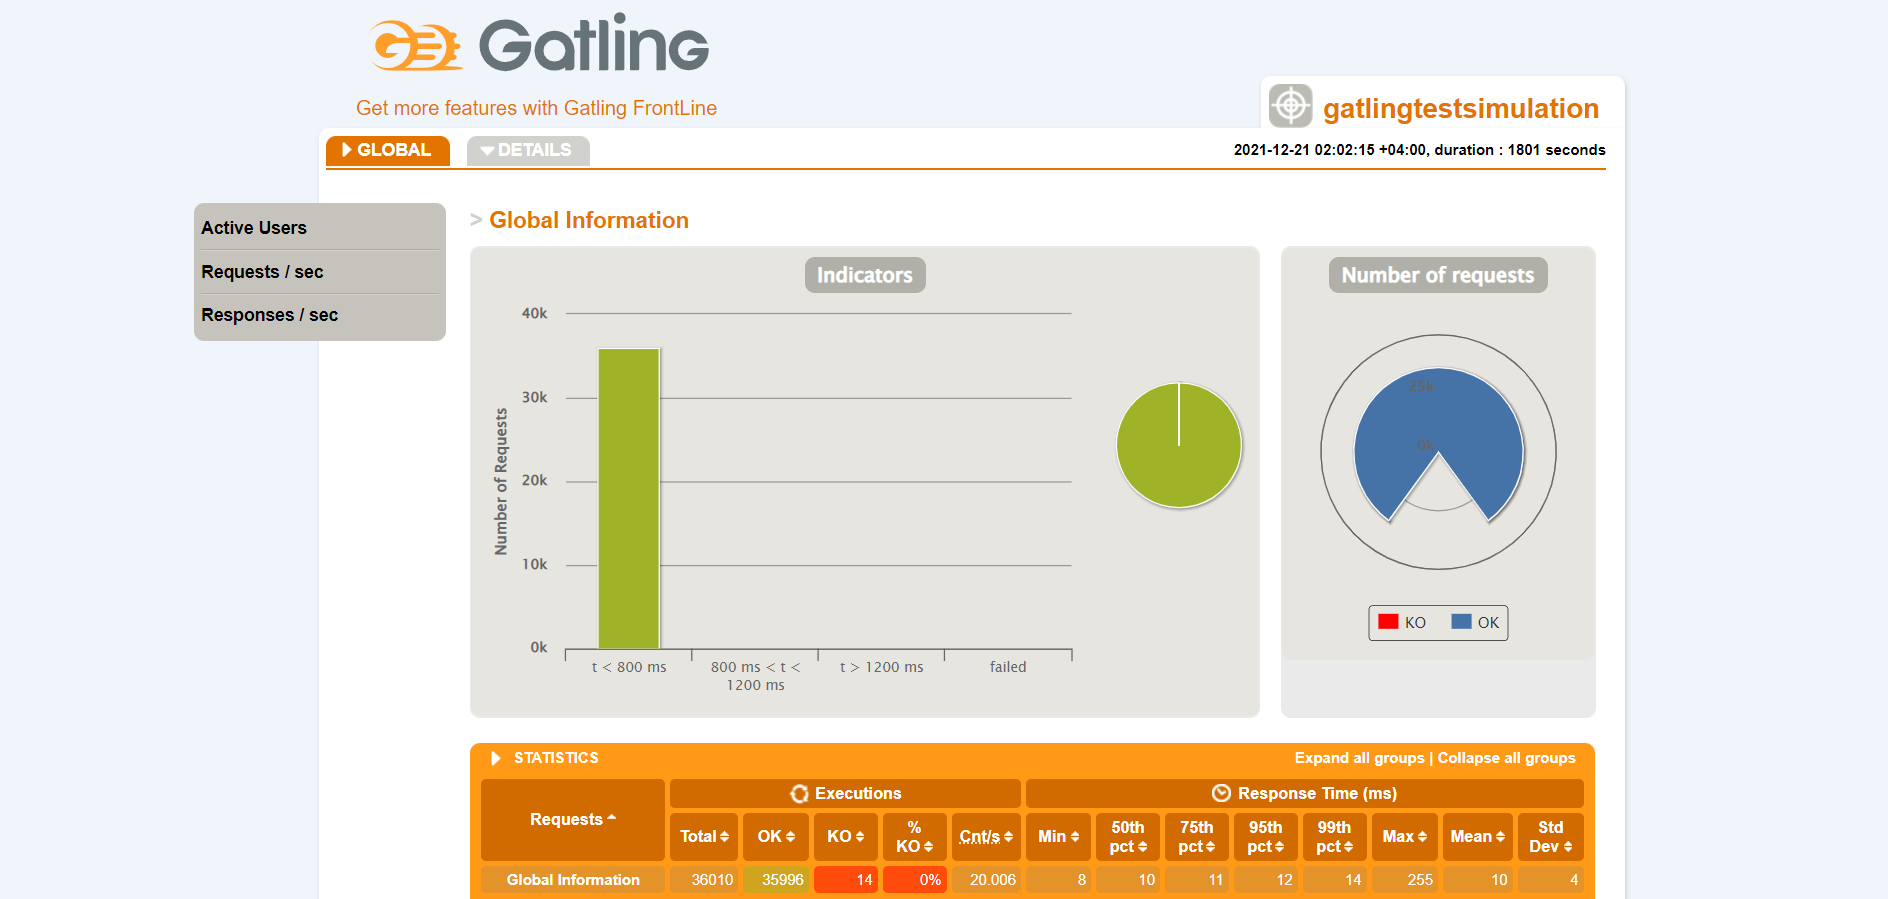 Gatling
Get more features with Gatling FrontLine
gatlingtestsimulation
GLOBAL
DETAILS
2021-12-21 02:02:15 +04:00, duration : 1801 seconds
Active Users
Requests / sec
Responses / sec
> Global Information
Indicators
40k
30k
20k
10k
0k
Number of Requests
t < 800 ms
800 ms < t <
1200 ms
t > 1200 ms
failed
Number of requests
25k
0k
KO
OK
STATISTICS
Expand all groups | Collapse all groups
Requests
Executions
Response Time (ms)
Total
OK
KO
%
KO
Cnt/s
Min
50th
pct
75th
pct
95th
pct
99th
pct
Max
Mean
Std
Dev
Global Information 36010 35996 14 0% 20.006 8 10 11 12 14 255 10 4